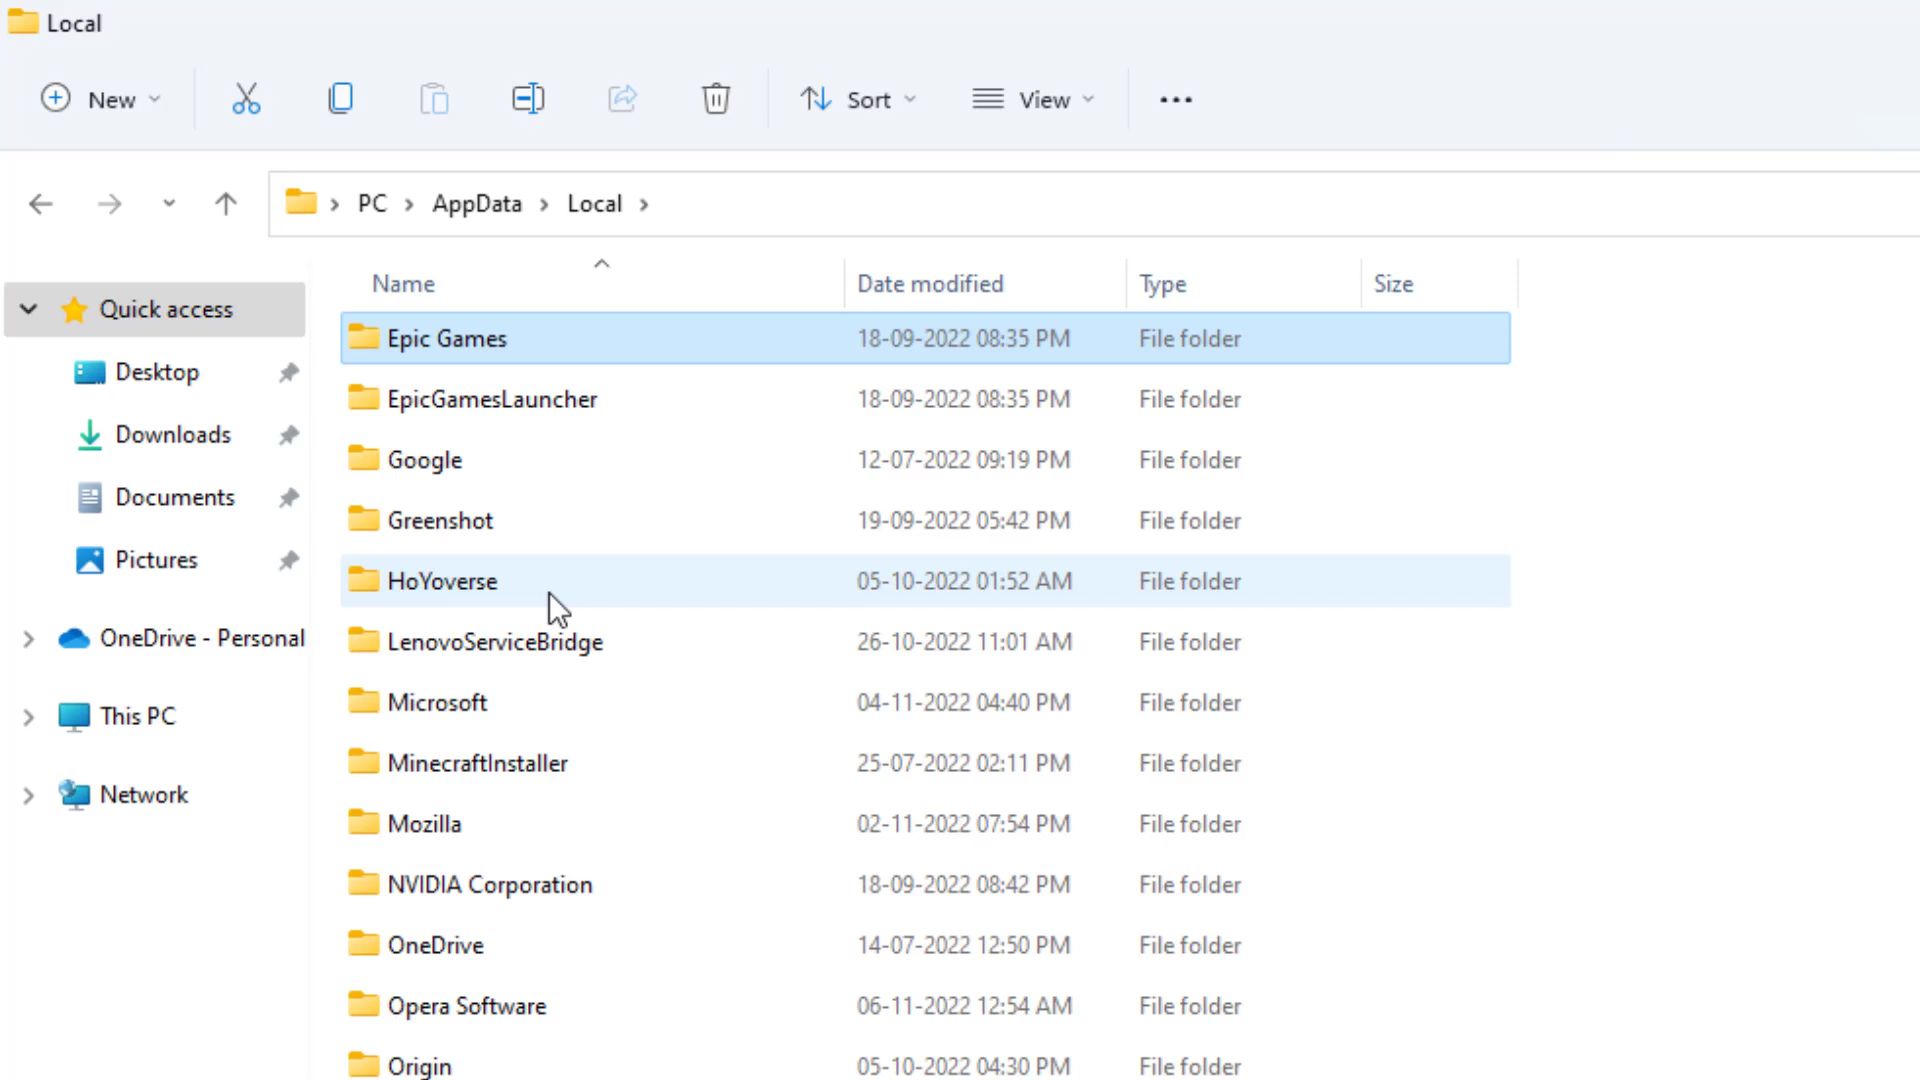 Local
New
Sort
View
PC AppData Local
Name Date modified Type Size
Quick access
Desktop
Downloads
Documents
Pictures
OneDrive - Personal
This PC
Network
Epic Games 18-09-2022 08:35 PM File folder
EpicGamesLauncher 18-09-2022 08:35 PM File folder
Google 12-07-2022 09:19 PM File folder
Greenshot 19-09-2022 05:42 PM File folder
HoYoverse 05-10-2022 01:52 AM File folder
LenovoServiceBridge 26-10-2022 11:01 AM File folder
Microsoft 04-11-2022 04:40 PM File folder
MinecraftInstaller 25-07-2022 02:11 PM File folder
Mozilla 02-11-2022 07:54 PM File folder
NVIDIA Corporation 18-09-2022 08:42 PM File folder
OneDrive 14-07-2022 12:50 PM File folder
Opera Software 06-11-2022 12:54 AM File folder
Origin 05-10-2022 04:30 PM File folder